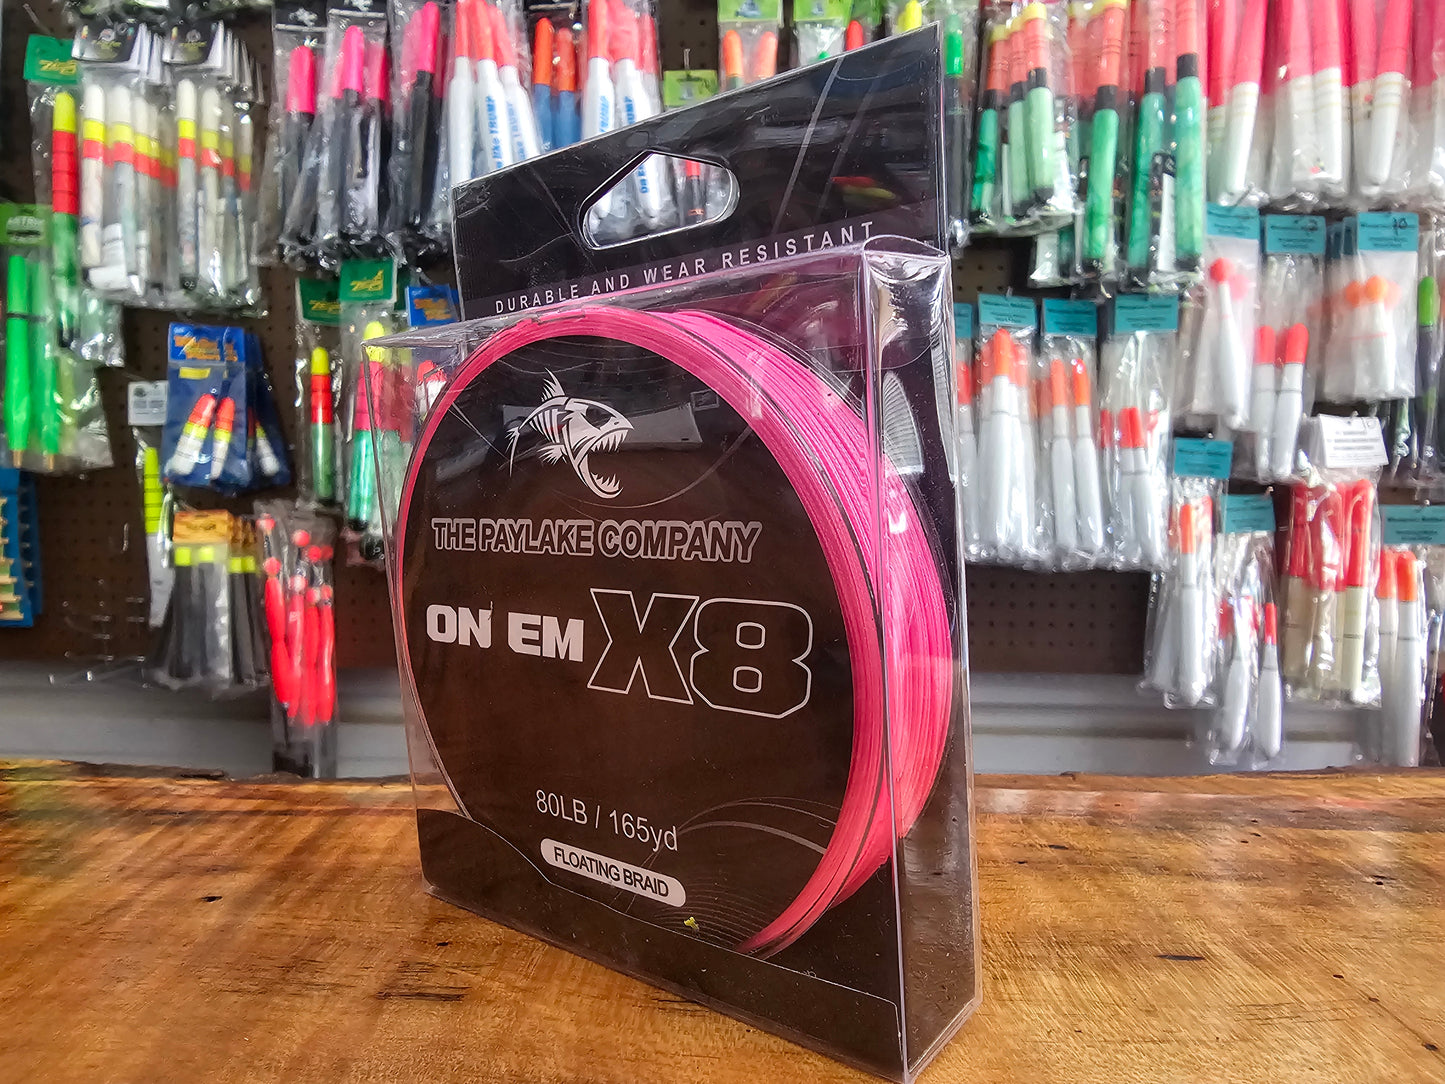 DURABLE AND WEAR RESISTANT
THE PAYLAKE COMPANY
ON EM X8
80LB / 165yd
FLOATING BRAID